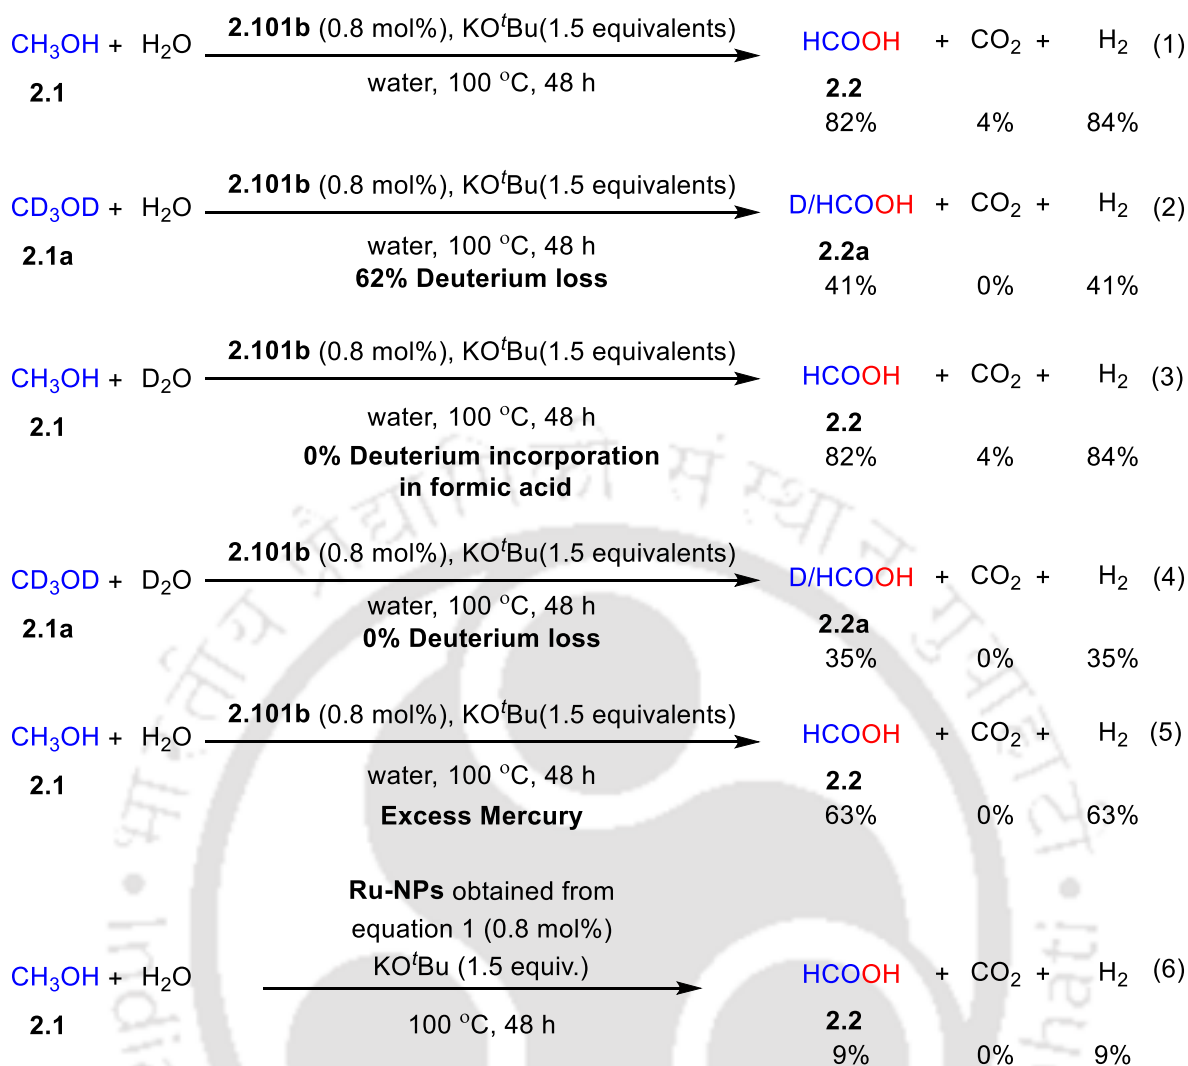 2.101b (0.8 mol%), KOᵗBu(1.5 equivalents)
CH₃OH + H₂O HCOOH + CO₂ + H₂ (1)
water, 100 °C, 48 h
2.1 2.2
82% 4% 84%
2.101b (0.8 mol%), KOᵗBu(1.5 equivalents)
CD₃OD + H₂O D/HCOOH + CO₂ + H₂ (2)
water, 100 °C, 48 h
2.1a 2.2a
62% Deuterium loss
41% 0% 41%
2.101b (0.8 mol%), KOᵗBu(1.5 equivalents)
CH₃OH + D₂O HCOOH + CO₂ + H₂ (3)
water, 100 °C, 48 h
2.1 2.2
0% Deuterium incorporation
in formic acid
82% 4% 84%
2.101b (0.8 mol%), KOᵗBu(1.5 equivalents)
CD₃OD + D₂O D/HCOOH + CO₂ + H₂ (4)
water, 100 °C, 48 h
2.1a 2.2a
0% Deuterium loss
35% 0% 35%
2.101b (0.8 mol%), KOᵗBu(1.5 equivalents)
CH₃OH + H₂O HCOOH + CO₂ + H₂ (5)
water, 100 °C, 48 h
2.1 2.2
Excess Mercury
63% 0% 63%
Ru-NPs obtained from
equation 1 (0.8 mol%)
KOᵗBu (1.5 equiv.)
CH₃OH + H₂O HCOOH + CO₂ + H₂ (6)
100 °C, 48 h
2.1 2.2
9% 0% 9%